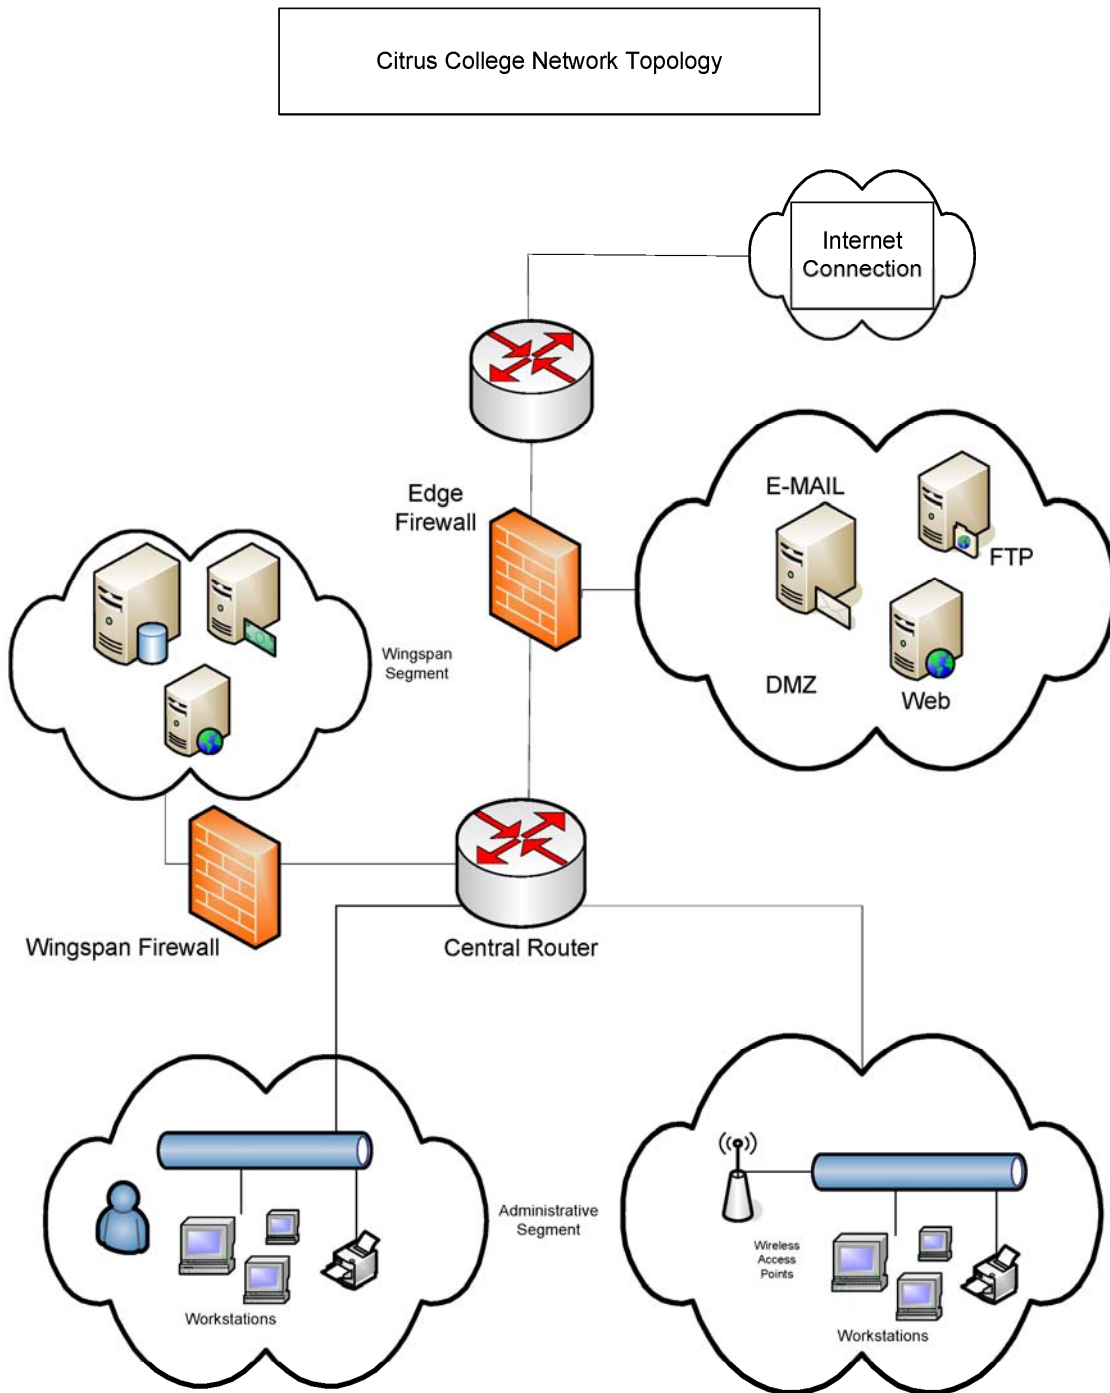 Citrus College Network Topology
Internet
Connection
Edge
Firewall
E-MAIL
FTP
DMZ
Web
Wingspan
Segment
Wingspan Firewall
Central Router
Administrative
Segment
Workstations
Wireless
Access
Points
Workstations